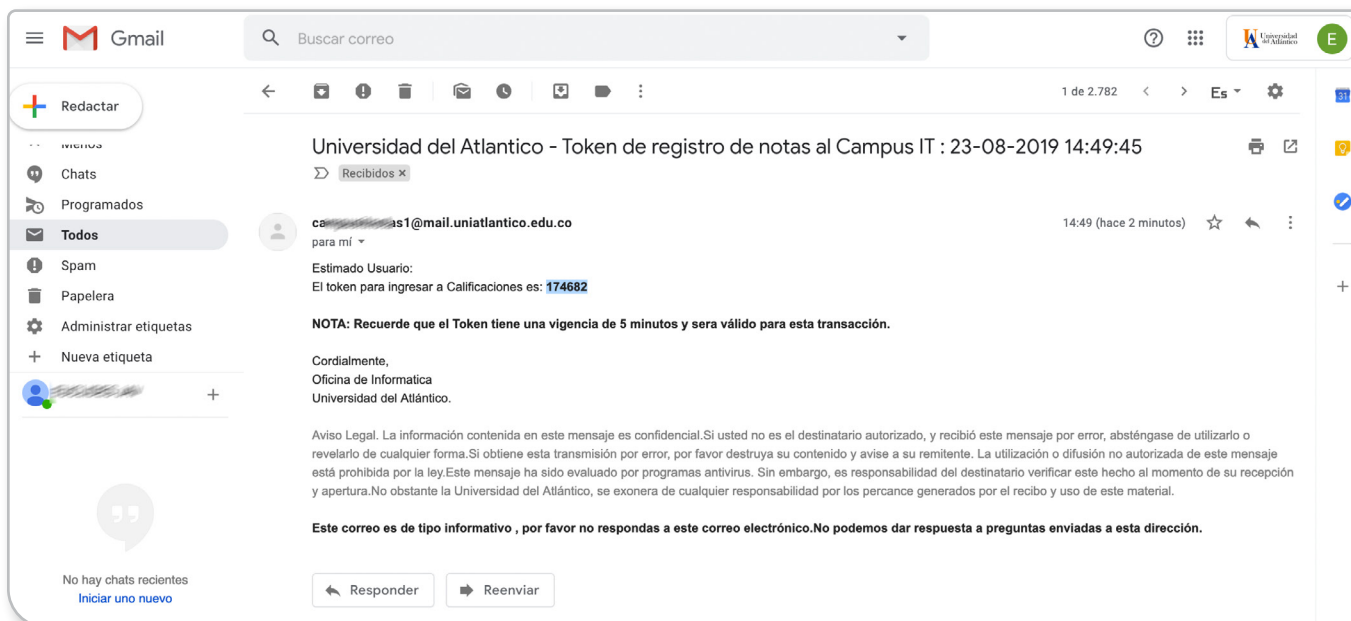 Gmail
Buscar correo
Universidad del Atlántico
E
Redactar
1 de 2.782
Es
31
Menos
Chats
Programados
Todos
Spam
Papelera
Administrar etiquetas
Nueva etiqueta
Universidad del Atlantico - Token de registro de notas al Campus IT : 23-08-2019 14:49:45
Recibidos ×
ca as1@mail.uniatlantico.edu.co
14:49 (hace 2 minutos)
para mí
Estimado Usuario:
El token para ingresar a Calificaciones es: 174682
NOTA: Recuerde que el Token tiene una vigencia de 5 minutos y sera válido para esta transacción.
Cordialmente,
Oficina de Informatica
Universidad del Atlántico.
Aviso Legal. La información contenida en este mensaje es confidencial.Si usted no es el destinatario autorizado, y recibió este mensaje por error, absténgase de utilizarlo o
revelarlo de cualquier forma.Si obtiene esta transmisión por error, por favor destruya su contenido y avise a su remitente. La utilización o difusión no autorizada de este mensaje
está prohibida por la ley.Este mensaje ha sido evaluado por programas antivirus. Sin embargo, es responsabilidad del destinatario verificar este hecho al momento de su recepción
y apertura.No obstante la Universidad del Atlántico, se exonera de cualquier responsabilidad por los percance generados por el recibo y uso de este material.
Este correo es de tipo informativo , por favor no respondas a este correo electrónico.No podemos dar respuesta a preguntas enviadas a esta dirección.
Responder
Reenviar
No hay chats recientes
Iniciar uno nuevo